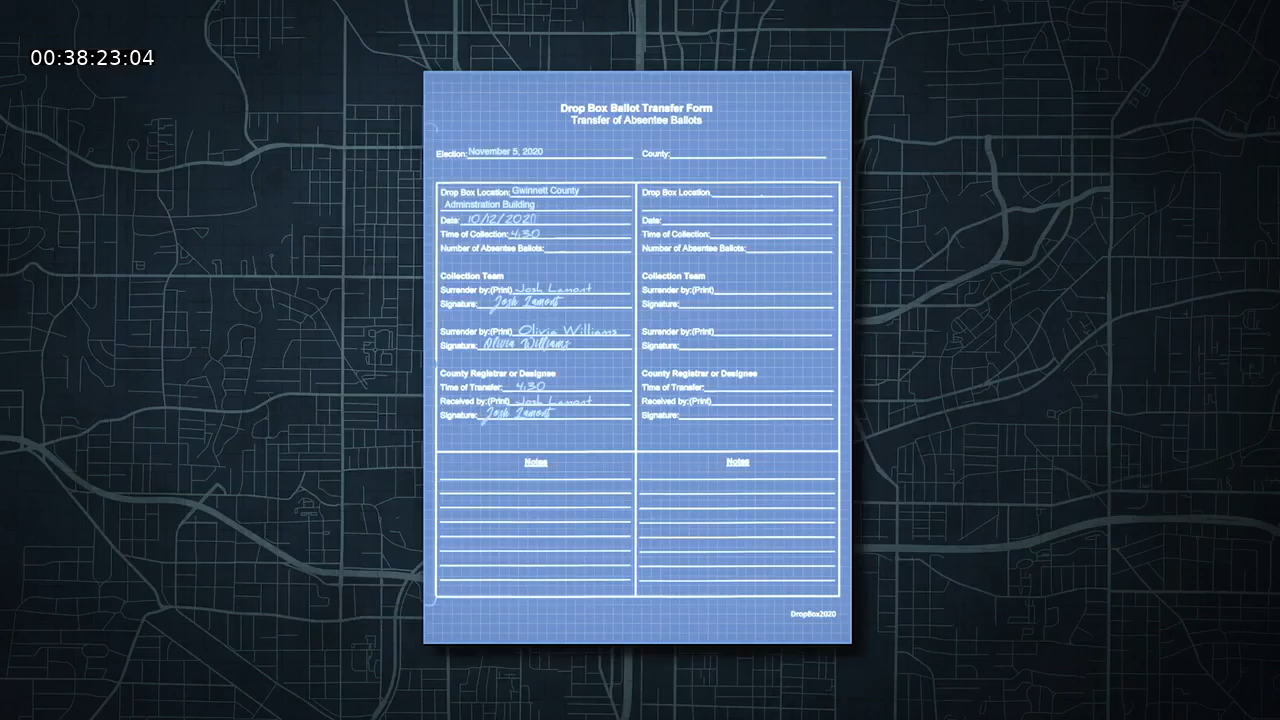 00:38:23:04
Drop Box Ballot Transfer Form
Transfer of Absentee Ballots
Election: November 5, 2020 County:
Drop Box Location: Gwinnett County
Adminstration Building
Date: 10/12/2020
Time of Collection: 4:30
Number of Absentee Ballots:
Collection Team
Surrender by:(Print) Josh Lamont
Signature: Josh Lamont
Surrender by:(Print) Olivia Williams
Signature: Olivia Williams
County Registrar or Designee
Time of Transfer: 4:30
Received by:(Print) Josh Lamont
Signature: Josh Lamont
Notes
Drop Box Location
Date:
Time of Collection:
Number of Absentee Ballots:
Collection Team
Surrender by:(Print)
Signature:
Surrender by:(Print)
Signature:
County Registrar or Designee
Time of Transfer:
Received by:(Print)
Signature:
Notes
DropBox2020